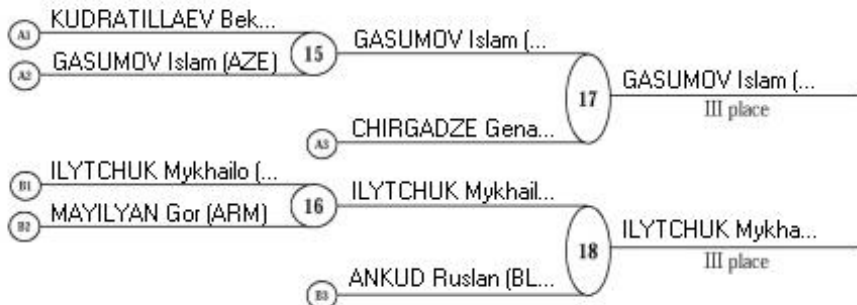 A1 KUDRATILLAEV Bek...
A2 GASUMOV Islam (AZE)
15
GASUMOV Islam (...
A3 CHIRGADZE Gena...
17
GASUMOV Islam (...
III place
B1 ILYTCHUK Mykhailo (...
B2 MAYILYAN Gor (ARM)
16
ILYTCHUK Mykhail...
B3 ANKUD Ruslan (BL...
18
ILYTCHUK Mykha...
III place